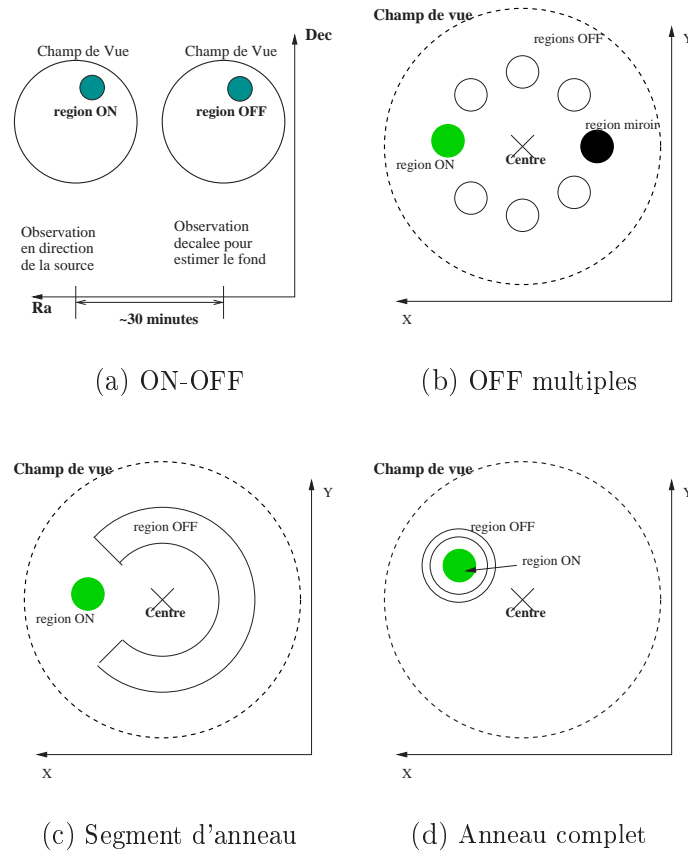 Dec
Champ de Vue
Champ de Vue
region ON
region OFF
Observation
en direction
de la source
Observation
decalee pour
estimer le fond
Ra
~30 minutes
(a) ON-OFF
Champ de vue
Y
regions OFF
region miroir
region ON
Centre
X
(b) OFF multiples
Champ de vue
Y
region OFF
region ON
Centre
X
(c) Segment d'anneau
Champ de vue
Y
region OFF
region ON
Centre
X
(d) Anneau complet